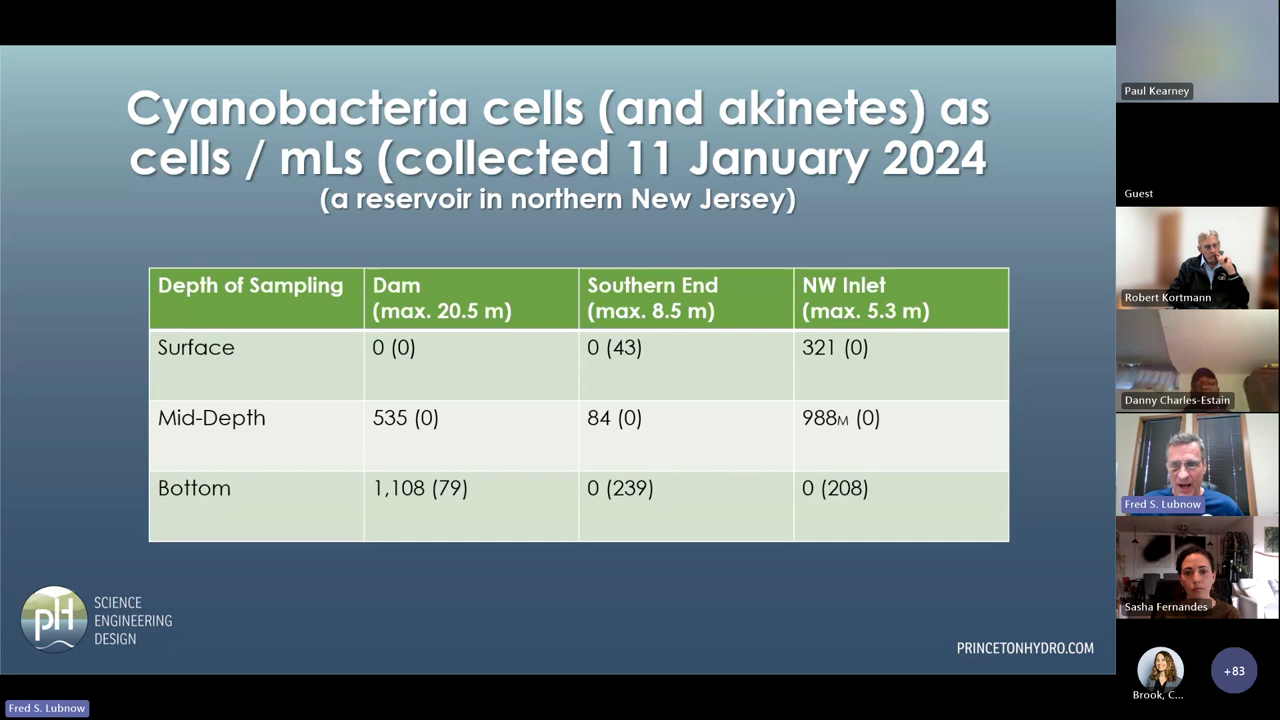 Cyanobacteria cells (and akinetes) as
cells / mLs (collected 11 January 2024
(a reservoir in northern New Jersey)
Depth of Sampling
Dam
(max. 20.5 m)
Southern End
(max. 8.5 m)
NW Inlet
(max. 5.3 m)
Surface
0 (0)
0 (43)
321 (0)
Mid-Depth
535 (0)
84 (0)
988M (0)
Bottom
1,108 (79)
0 (239)
0 (208)
pH
SCIENCE
ENGINEERING
DESIGN
PRINCETONHYDRO.COM
Fred S. Lubnow
Paul Kearney
Guest
Robert Kortmann
Danny Charles-Estain
Fred S. Lubnow
Sasha Fernandes
Brook, C...
+83